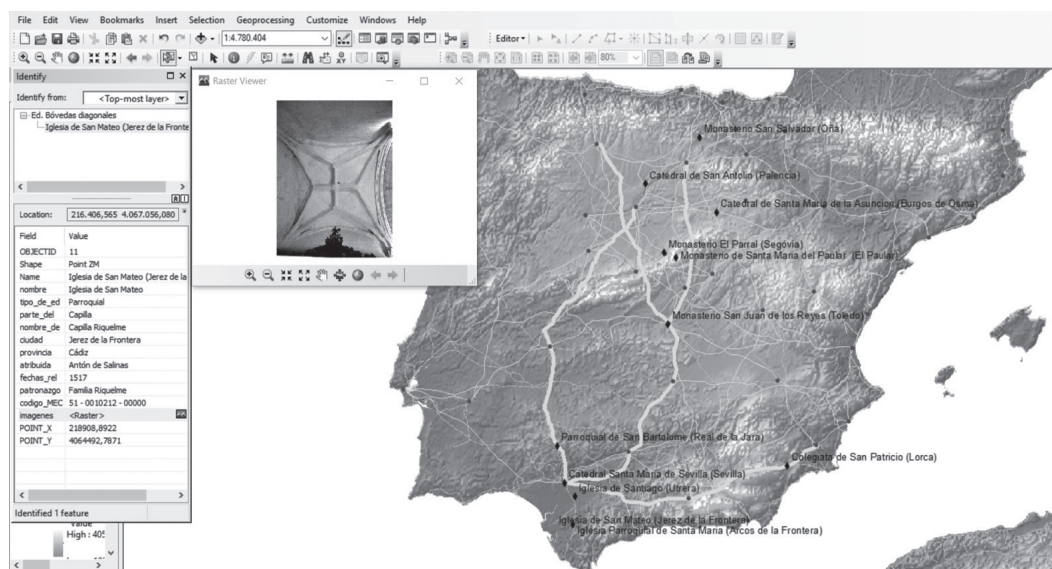 File Edit View Bookmarks Insert Selection Geoprocessing Customize Windows Help
1:4.780.404
Editor
80%
Identify
Identify from: <Top-most layer>
Ed. Bóvedas diagonales
Iglesia de San Mateo (Jerez de la Fronte
Location: 216.406,565 4.067.056,080
Field Value
OBJECTID 11
Shape Point ZM
Name Iglesia de San Mateo (Jerez de la
nombre Iglesia de San Mateo
tipo_de_ed Parroquial
parte_del Capilla
nombre_de Capilla Riquelme
ciudad Jerez de la Frontera
provincia Cádiz
atribuida Antón de Salinas
fechas_rel 1517
patronazgo Familia Riquelme
codigo_MEC 51 - 0010212 - 00000
imagenes <Raster>
POINT_X 218908,8922
POINT_Y 4064492,7871
Identified 1 feature
Value
High : 405
Raster Viewer
Monasterio San Salvador (Oña)
Catedral de San Antolín (Palencia)
Catedral de Santa María de la Asuncion (Burgos de Osma)
Monasterio El Parral (Segovia)
Monasterio de Santa María del Paular (El Paular)
Monasterio San Juan de los Reyes (Toledo)
Parroquial de San Bartolome (Real de la Jara)
Colegiata de San Patricio (Lorca)
Catedral Santa Maria de Sevilla (Sevilla)
Iglesia de Santiago (Utrera)
Iglesia de San Mateo (Jerez de la Frontera)
Iglesia Parroquial de Santa Maria (Arcos de la Frontera)